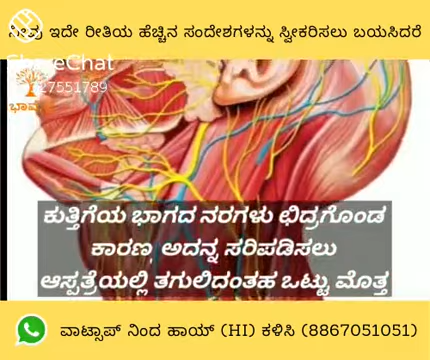 ನೀವು ಇದೇ ರೀತಿಯ ಹೆಚ್ಚಿನ ಸಂದೇಶಗಳನ್ನು ಸ್ವೀಕರಿಸಲು ಬಯಸಿದರೆ
ShareChat
27551789
ಕುತ್ತಿಗೆಯ ಭಾಗದ ನರಗಳು ಛಿದ್ರಗೊಂಡ
ಕಾರಣ, ಅದನ್ನ ಸರಿಪಡಿಸಲು
ಆಸ್ಪತ್ರೆಯಲ್ಲಿ ತಗುಲಿದಂತಹ ಒಟ್ಟು ಮೊತ್ತ
ವಾಟ್ಸಾಪ್ ನಿಂದ ಹಾಯ್ (HI) ಕಳಿಸಿ (8867051051)